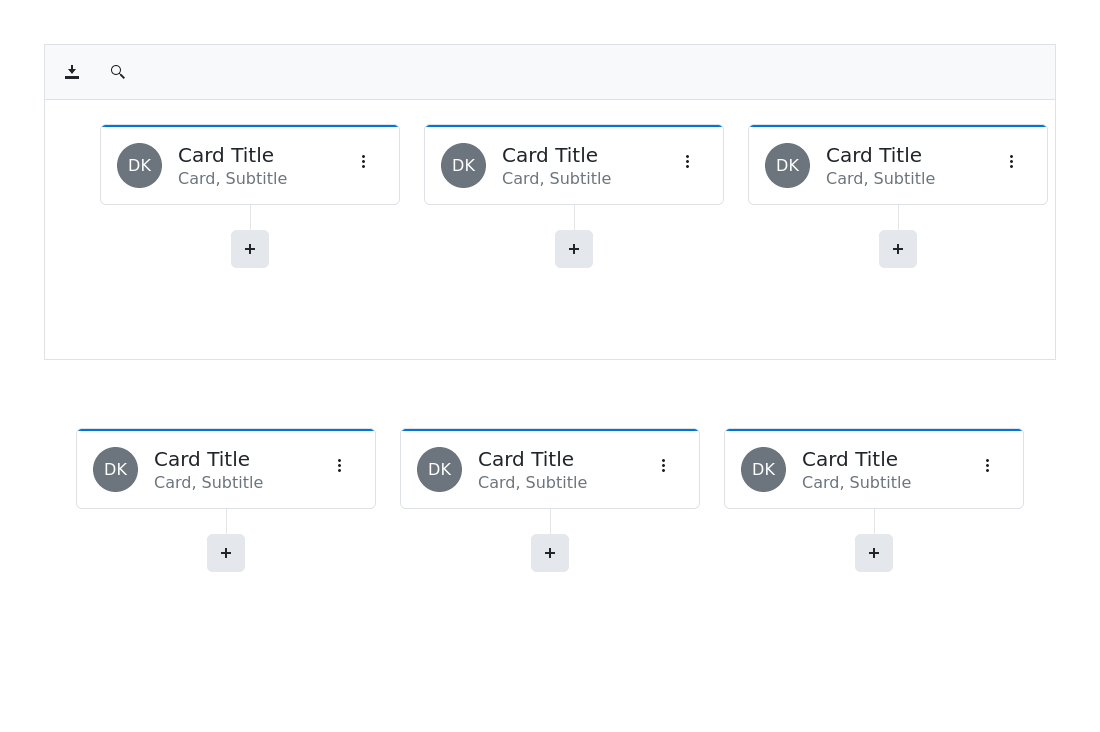 DK Card Title DK Card Title DK Card Title
Card, Subtitle Card, Subtitle Card, Subtitle
+ + +
DK Card Title DK Card Title DK Card Title
Card, Subtitle Card, Subtitle Card, Subtitle
+ + +